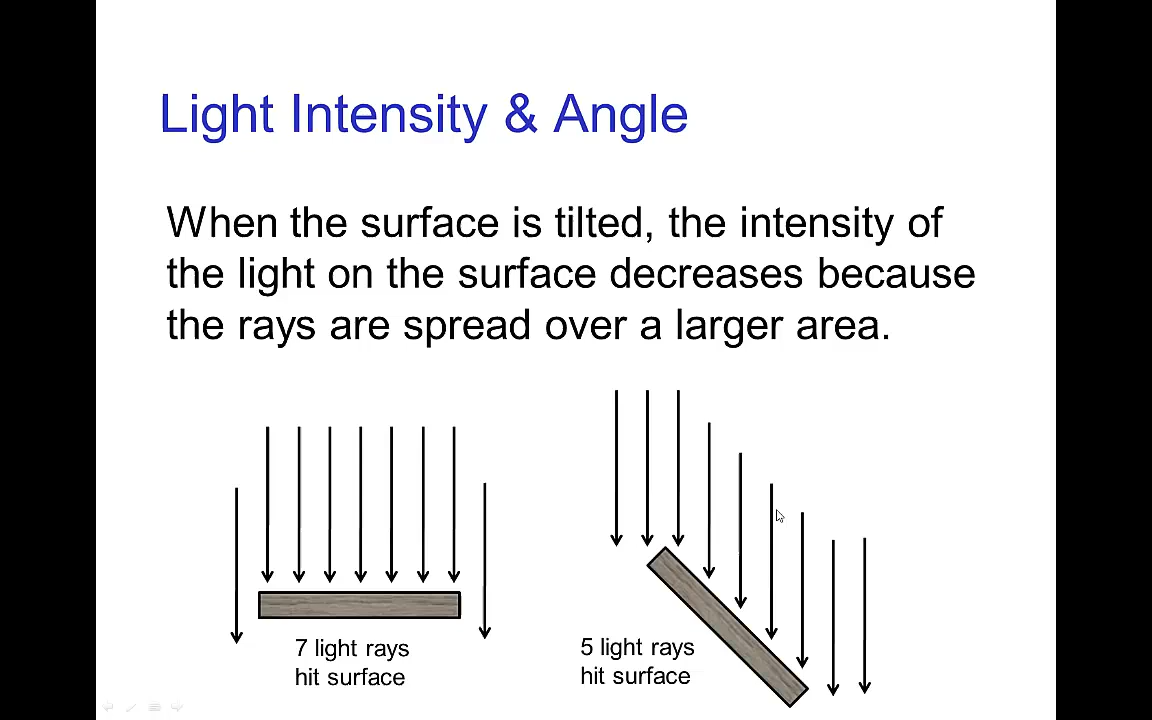 Light Intensity & Angle
When the surface is tilted, the intensity of
the light on the surface decreases because
the rays are spread over a larger area.
7 light rays
hit surface
5 light rays
hit surface